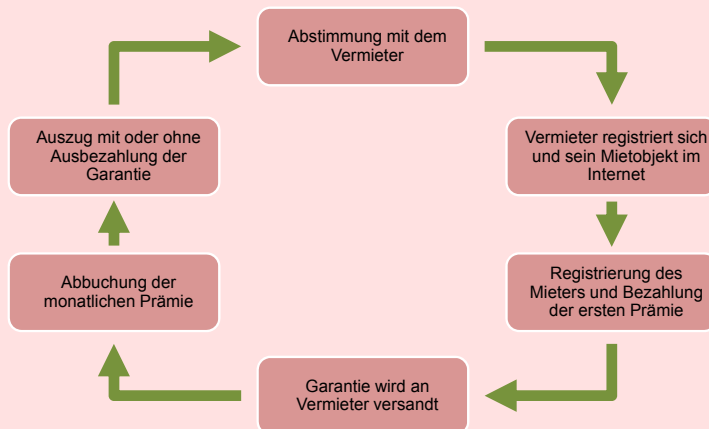 Abstimmung mit dem
Vermieter
Vermieter registriert sich
und sein Mietobjekt im
Internet
Registrierung des
Mieters und Bezahlung
der ersten Prämie
Garantie wird an
Vermieter versandt
Abbuchung der
monatlichen Prämie
Auszug mit oder ohne
Ausbezahlung der
Garantie